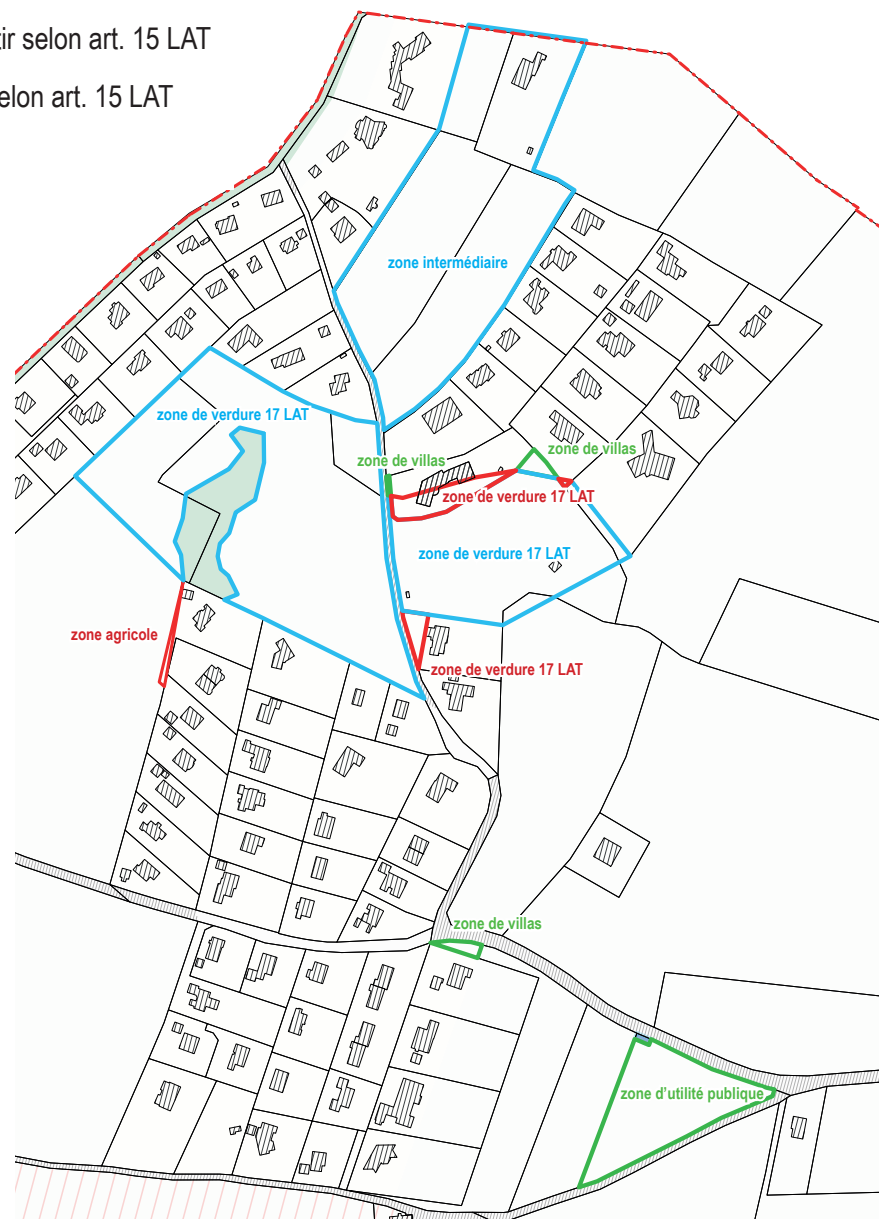 tir selon art. 15 LAT
selon art. 15 LAT
zone intermédiaire
zone de verdure 17 LAT
zone de villas
zone de villas
zone de verdure 17 LAT
zone de verdure 17 LAT
zone agricole
zone de verdure 17 LAT
zone de villas
zone d'utilité publique